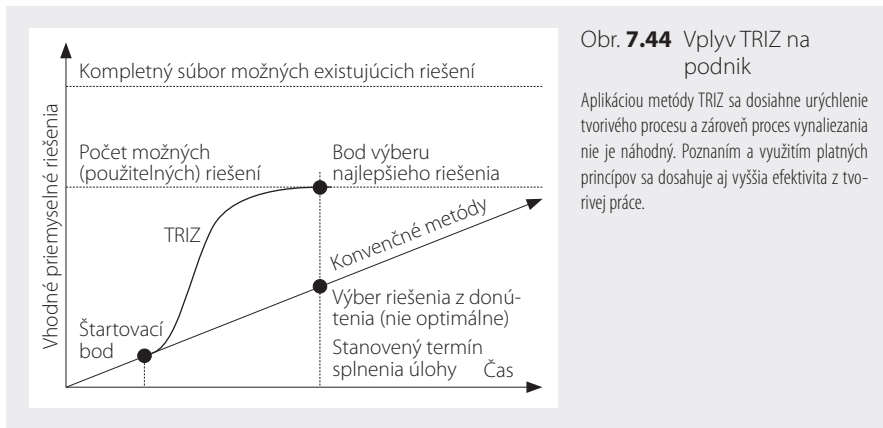 Kompletný súbor možných existujúcich riešení
Vhodné priemyselné riešenia
Počet možných
(použiteľných) riešení
Bod výberu
najlepšieho riešenia
TRIZ
Konvenčné metódy
Štartovací
bod
Výber riešenia z donú-
tenia (nie optimálne)
Stanovený termín
splnenia úlohy
Čas
Obr. 7.44 Vplyv TRIZ na
podnik
Aplikáciou metódy TRIZ sa dosiahne urýchlenie
tvorivého procesu a zároveň proces vynaliezania
nie je náhodný. Poznaním a využitím platných
princípov sa dosahuje aj vyššia efektivita z tvo-
rivej práce.